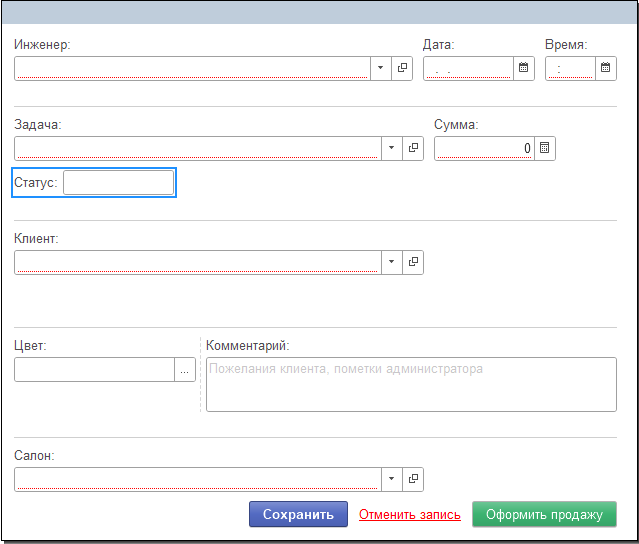 Инженер: Дата: Время:
. . :
Задача: Сумма:
0
Статус:
Клиент:
Цвет: Комментарий:
... Пожелания клиента, пометки администратора
Салон:
Сохранить Отменить запись Оформить продажу